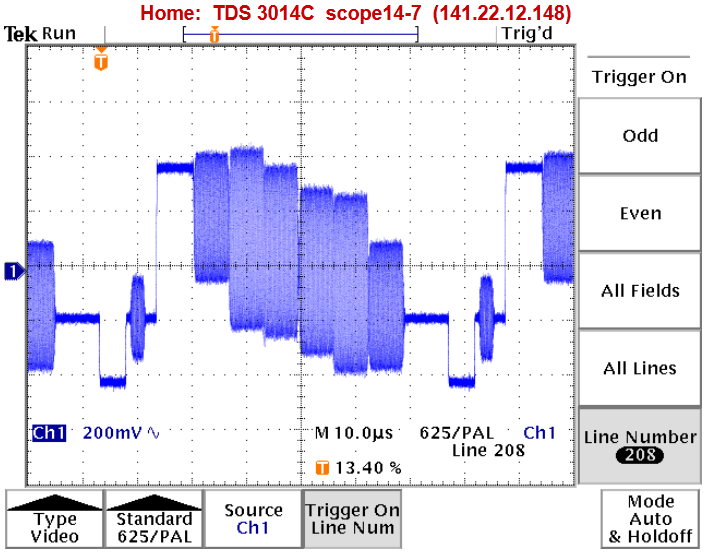 Home: TDS 3014C scope14-7 (141.22.12.148)
Tek Run
T
Trig'd
T
Trigger On
Odd
Even
1
All Fields
All Lines
Ch1 200mV∿ M 10.0µs 625/PAL Ch1
Line 208
T 13.40 %
Line Number
208
Type
Video
Standard
625/PAL
Source
Ch1
Trigger On
Line Num
Mode
Auto
& Holdoff